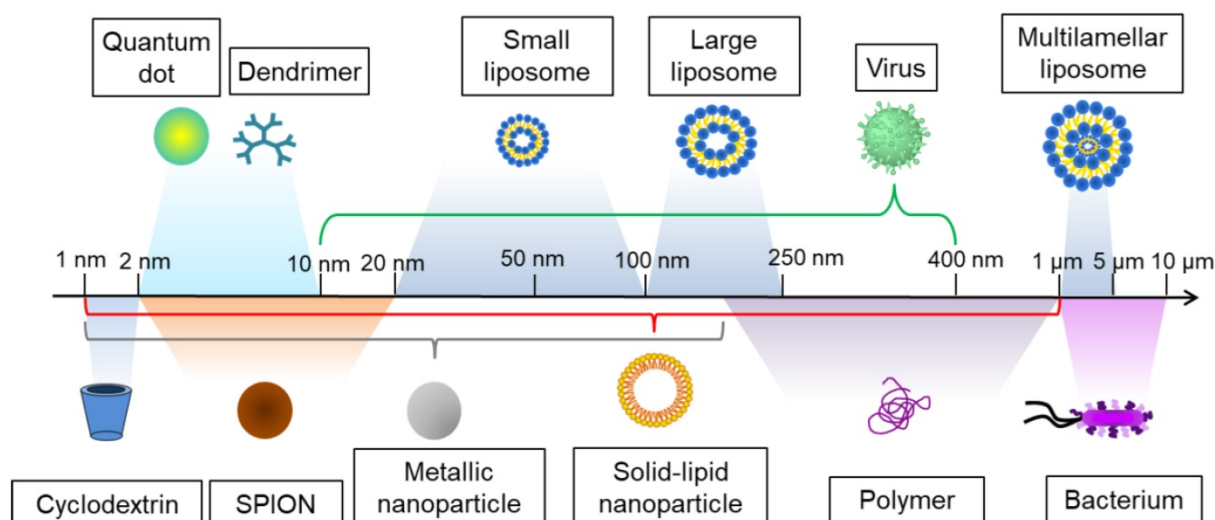 Quantum
dot
Dendrimer
Small
liposome
Large
liposome
Virus
Multilamellar
liposome
1 nm
2 nm
10 nm
20 nm
50 nm
100 nm
250 nm
400 nm
1 µm
5 µm
10 µm
Cyclodextrin
SPION
Metallic
nanoparticle
Solid-lipid
nanoparticle
Polymer
Bacterium